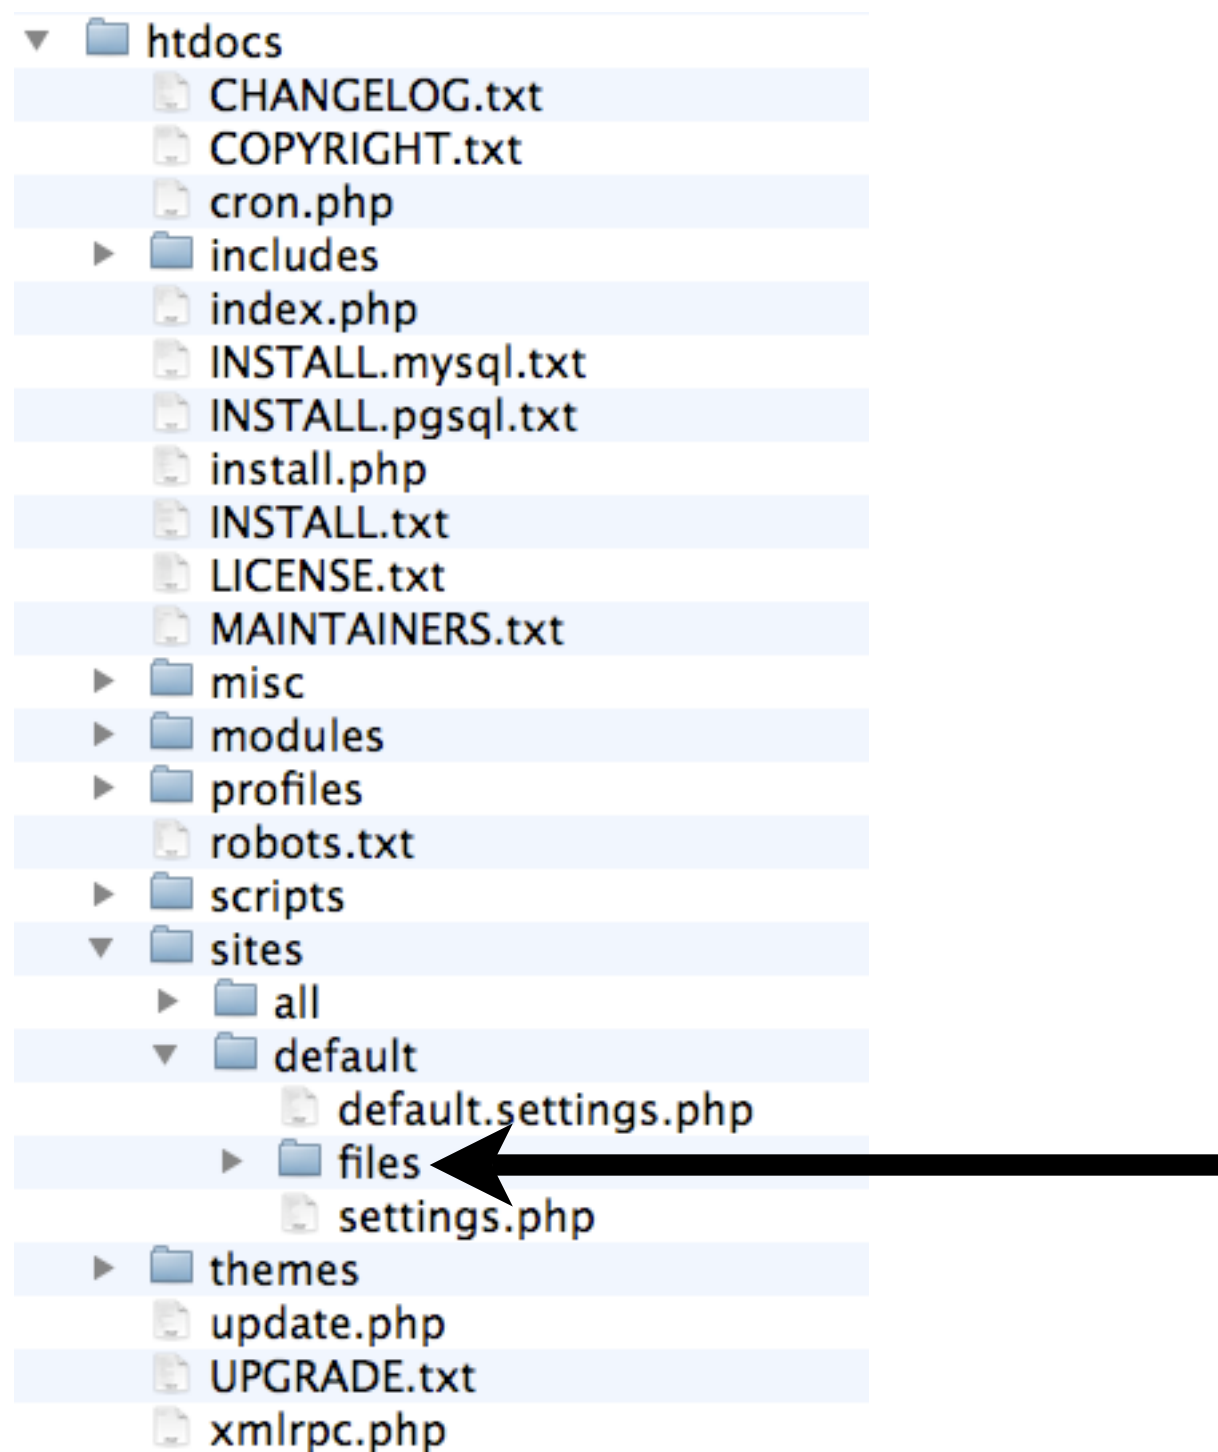 htdocs
CHANGELOG.txt
COPYRIGHT.txt
cron.php
includes
index.php
INSTALL.mysql.txt
INSTALL.pgsql.txt
install.php
INSTALL.txt
LICENSE.txt
MAINTAINERS.txt
misc
modules
profiles
robots.txt
scripts
sites
all
default
default.settings.php
files
settings.php
themes
update.php
UPGRADE.txt
xmlrpc.php